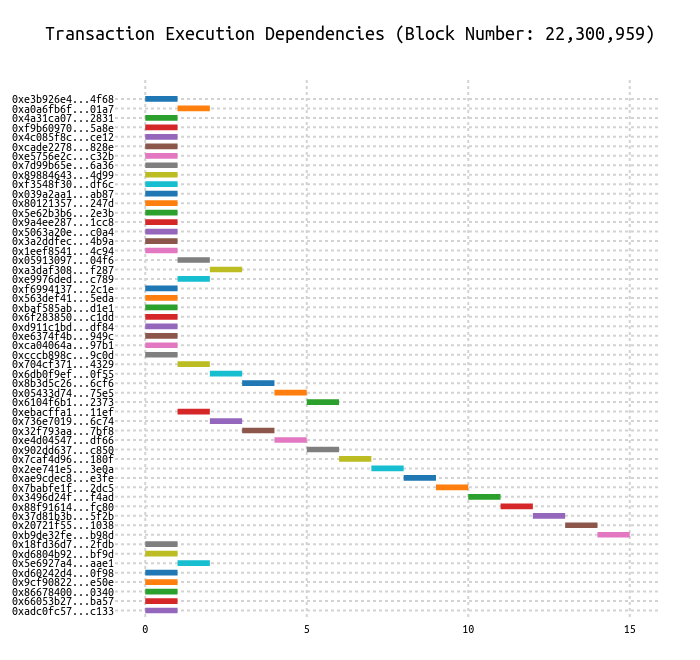 Transaction Execution Dependencies (Block Number: 22,300,959)
0xe3b926e4...4f68
0xa0a6fb6f...01a7
0x4a31ca07...2831
0xf9b60970...5a8e
0x4c085f8c...ce12
0xcade2278...828e
0xe5756e2c...c32b
0x7d99b65e...6a36
0x89884643...4d99
0xf3548f30...df6c
0x039a2aa1...ab87
0x80121357...247d
0x5e62b3b6...2e3b
0x9a4ee287...1cc8
0x5063a20e...c0a4
0x3a2ddfec...4b9a
0x1eef8541...4c94
0x05913097...04f6
0xa3daf308...f287
0xe9976ded...c789
0xf6994137...2c1e
0x563def41...5eda
0xbaf585ab...d1e1
0x6f283850...c1dd
0xd911c1bd...df84
0xe6374f4b...949c
0xca04064a...97b1
0xcccb898c...9c0d
0x704cf371...4329
0x6db0f9ef...0f55
0x8b3d5c26...6cf6
0x05433d74...75e5
0x6104f6b1...2373
0xebacffa1...11ef
0x736e7019...6c74
0x32f793aa...7bf8
0xe4d04547...df66
0x902dd637...c850
0x7caf4d96...180f
0x2ee741e5...3e0a
0xae9cdec8...e3fe
0x7babfe1f...2dc5
0x3496d24f...f4ad
0x88f91614...fc80
0x37d81b3b...5f2b
0x20721f55...1038
0xb9de32fe...b98d
0x18fd36d7...2fdb
0xd6804b92...bf9d
0x5e6927a4...aae1
0xd60242d4...0f98
0x9cf90822...e50e
0x86678400...0340
0x66053b27...ba57
0xadc0fc57...c133
0 5 10 15